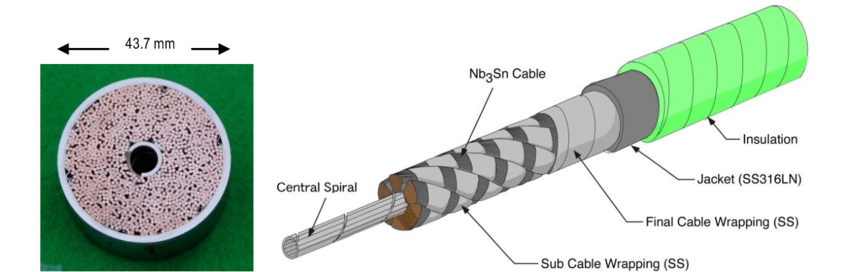 43.7 mm
Nb3Sn Cable
Insulation
Central Spiral
Jacket (SS316LN)
Final Cable Wrapping (SS)
Sub Cable Wrapping (SS)